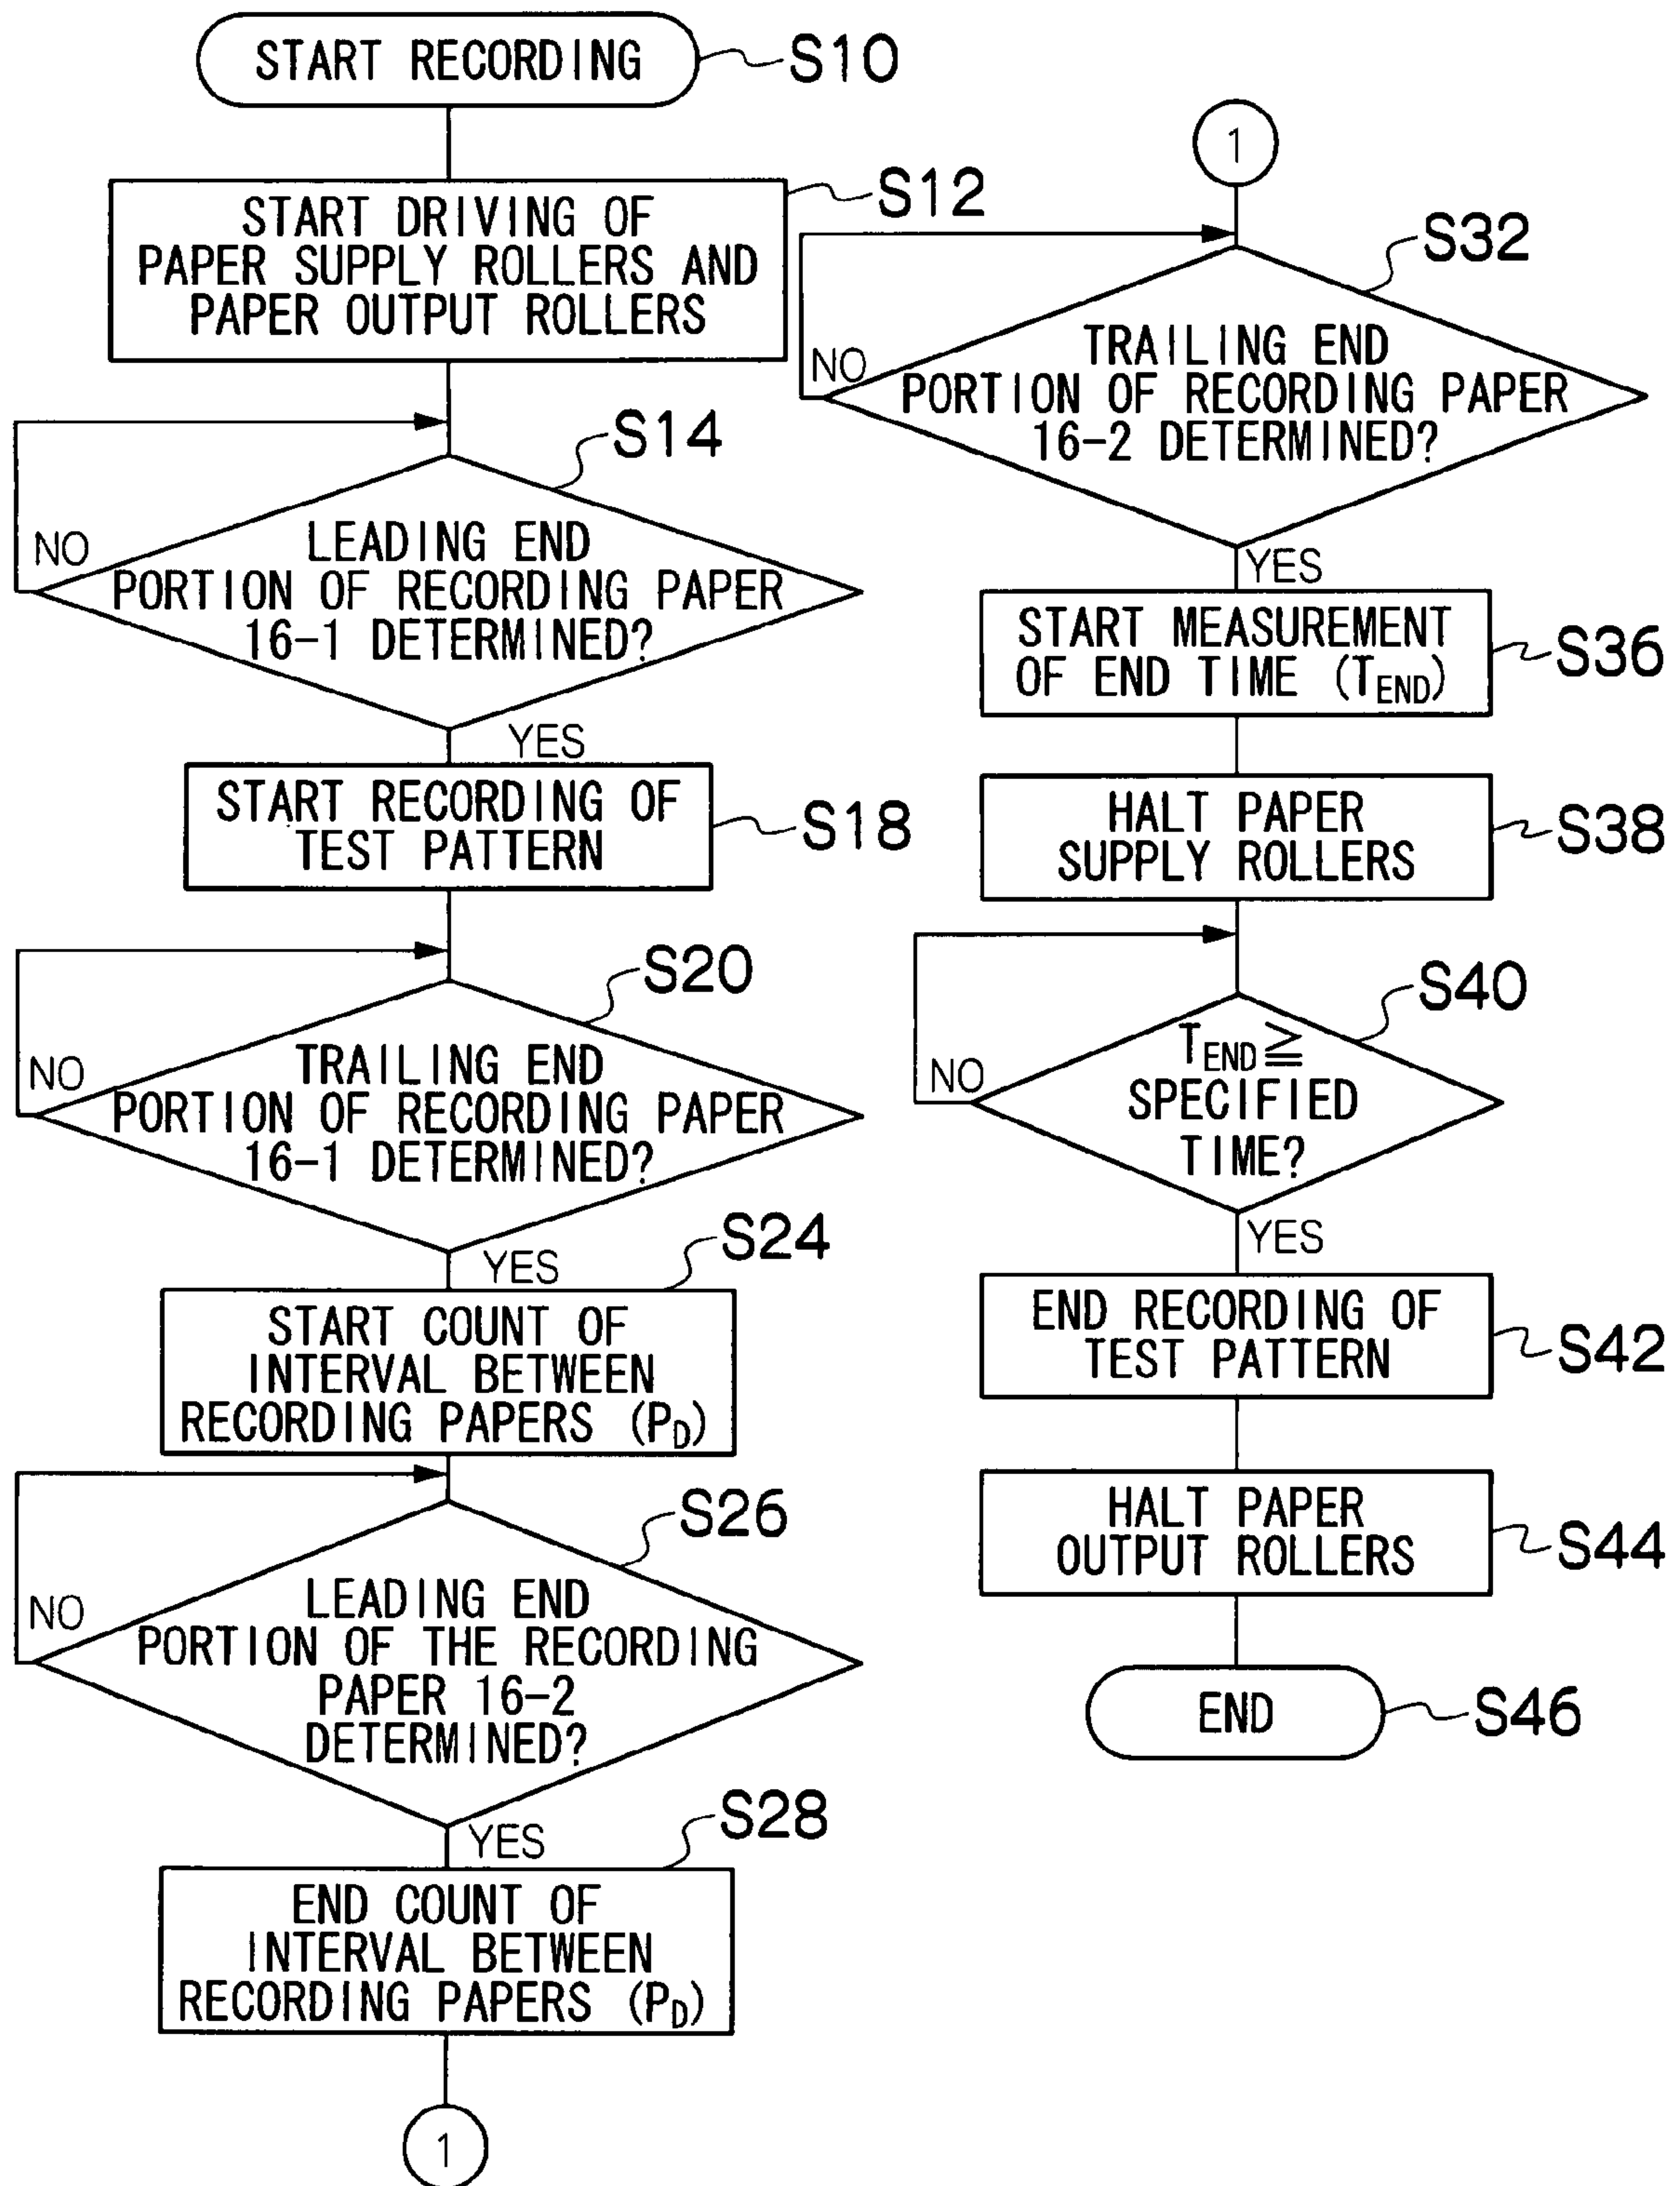 START RECORDING
S10
START DRIVING OF
PAPER SUPPLY ROLLERS AND
PAPER OUTPUT ROLLERS
S12
S14
LEADING END
PORTION OF RECORDING PAPER
16-1 DETERMINED?
NO
YES
START RECORDING OF
TEST PATTERN
S18
S20
TRAILING END
PORTION OF RECORDING PAPER
16-1 DETERMINED?
NO
YES
S24
START COUNT OF
INTERVAL BETWEEN
RECORDING PAPERS (PD)
S26
LEADING END
PORTION OF THE RECORDING
PAPER 16-2
DETERMINED?
NO
YES
S28
END COUNT OF
INTERVAL BETWEEN
RECORDING PAPERS (PD)
1
1
S32
TRAILING END
PORTION OF RECORDING PAPER
16-2 DETERMINED?
NO
YES
START MEASUREMENT
OF END TIME (TEND)
S36
HALT PAPER
SUPPLY ROLLERS
S38
S40
TEND≧
SPECIFIED
TIME?
NO
YES
END RECORDING OF
TEST PATTERN
S42
HALT PAPER
OUTPUT ROLLERS
S44
END
S46